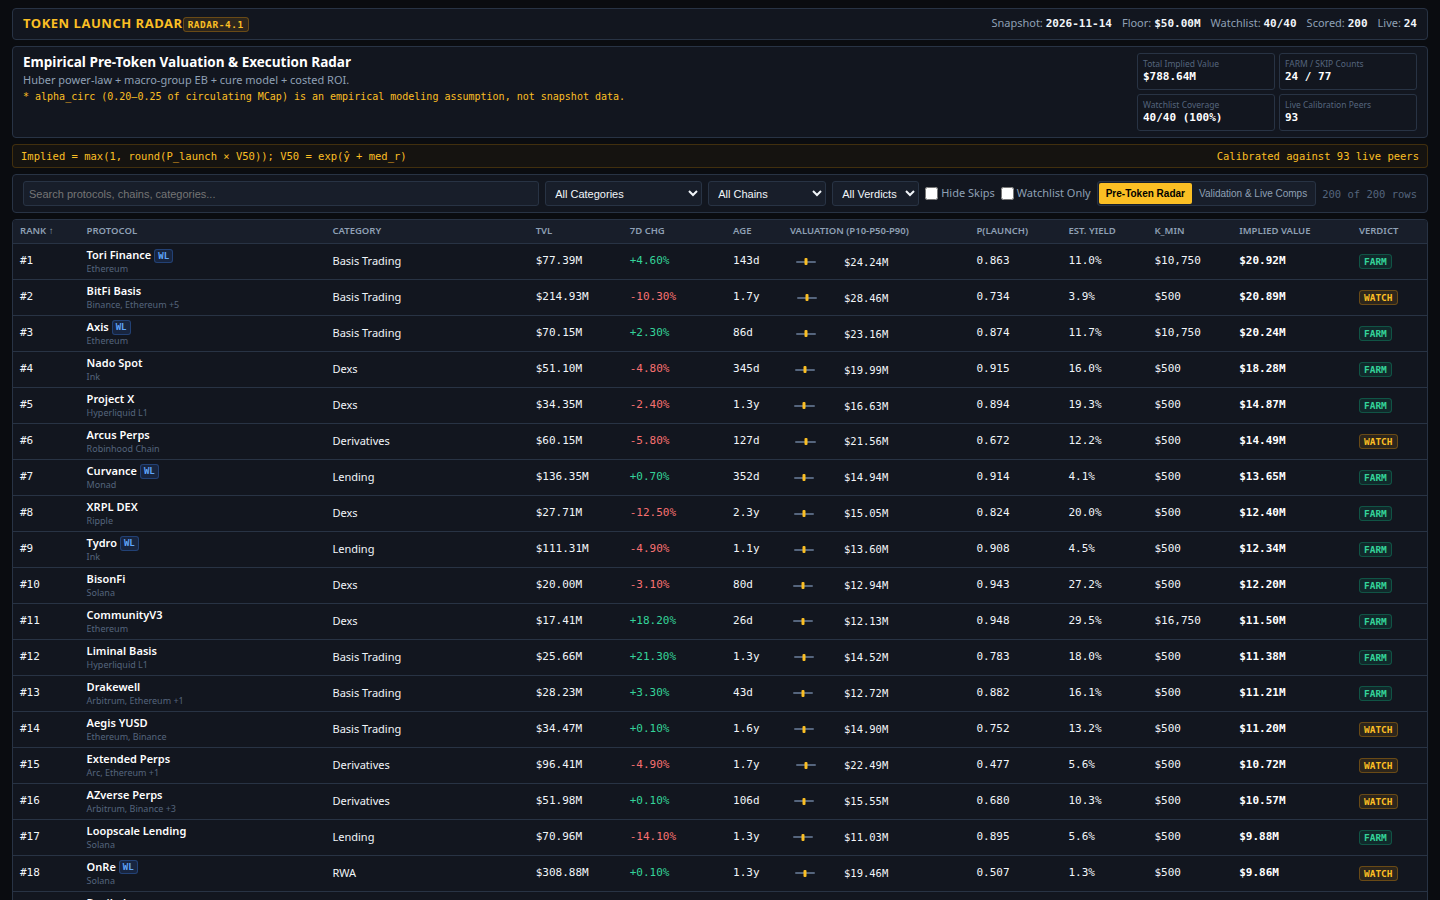 TOKEN LAUNCH RADAR RADAR-4.1 Snapshot: 2026-11-14 Floor: $50.00M Watchlist: 40/40 Scored: 200 Live: 24
Empirical Pre-Token Valuation & Execution Radar
Huber power-law + macro-group EB + cure model + costed ROI.
* alpha_circ (0.20–0.25 of circulating MCap) is an empirical modeling assumption, not snapshot data.
Total Implied Value
$788.64M
FARM / SKIP Counts
24 / 77
Watchlist Coverage
40/40 (100%)
Live Calibration Peers
93
Implied = max(1, round(P_launch × V50)); V50 = exp(ŷ + med_r) Calibrated against 93 live peers
Search protocols, chains, categories... All Categories All Chains All Verdicts Hide Skips Watchlist Only Pre-Token Radar Validation & Live Comps 200 of 200 rows
RANK ↑ PROTOCOL CATEGORY TVL 7D CHG AGE VALUATION (P10-P50-P90) P(LAUNCH) EST. YIELD K_MIN IMPLIED VALUE VERDICT
#1 Tori Finance WL Basis Trading $77.39M +4.60% 143d $24.24M 0.863 11.0% $10,750 $20.92M FARM
Ethereum
#2 BitFi Basis Basis Trading $214.93M -10.30% 1.7y $28.46M 0.734 3.9% $500 $20.89M WATCH
Binance, Ethereum +5
#3 Axis WL Basis Trading $70.15M +2.30% 86d $23.16M 0.874 11.7% $10,750 $20.24M FARM
Ethereum
#4 Nado Spot Dexs $51.10M -4.80% 345d $19.99M 0.915 16.0% $500 $18.28M FARM
Ink
#5 Project X Dexs $34.35M -2.40% 1.3y $16.63M 0.894 19.3% $500 $14.87M FARM
Hyperliquid L1
#6 Arcus Perps Derivatives $60.15M -5.80% 127d $21.56M 0.672 12.2% $500 $14.49M WATCH
Robinhood Chain
#7 Curvance WL Lending $136.35M +0.70% 352d $14.94M 0.914 4.1% $500 $13.65M FARM
Monad
#8 XRPL DEX Dexs $27.71M -12.50% 2.3y $15.05M 0.824 20.0% $500 $12.40M FARM
Ripple
#9 Tydro WL Lending $111.31M -4.90% 1.1y $13.60M 0.908 4.5% $500 $12.34M FARM
Ink
#10 BisonFi Dexs $20.00M -3.10% 80d $12.94M 0.943 27.2% $500 $12.20M FARM
Solana
#11 CommunityV3 Dexs $17.41M +18.20% 26d $12.13M 0.948 29.5% $16,750 $11.50M FARM
Ethereum
#12 Liminal Basis Basis Trading $25.66M +21.30% 1.3y $14.52M 0.783 18.0% $500 $11.38M FARM
Hyperliquid L1
#13 Drakewell Basis Trading $28.23M +3.30% 43d $12.72M 0.882 16.1% $500 $11.21M FARM
Arbitrum, Ethereum +1
#14 Aegis YUSD Basis Trading $34.47M +0.10% 1.6y $14.90M 0.752 13.2% $500 $11.20M WATCH
Ethereum, Binance
#15 Extended Perps Derivatives $96.41M -4.90% 1.7y $22.49M 0.477 5.6% $500 $10.72M WATCH
Arc, Ethereum +1
#16 AZverse Perps Derivatives $51.98M +0.10% 106d $15.55M 0.680 10.3% $500 $10.57M WATCH
Arbitrum, Binance +3
#17 Loopscale Lending Lending $70.96M -14.10% 1.3y $11.03M 0.895 5.6% $500 $9.88M FARM
Solana
#18 OnRe WL RWA $308.88M +0.10% 1.3y $19.46M 0.507 1.3% $500 $9.86M WATCH
Solana